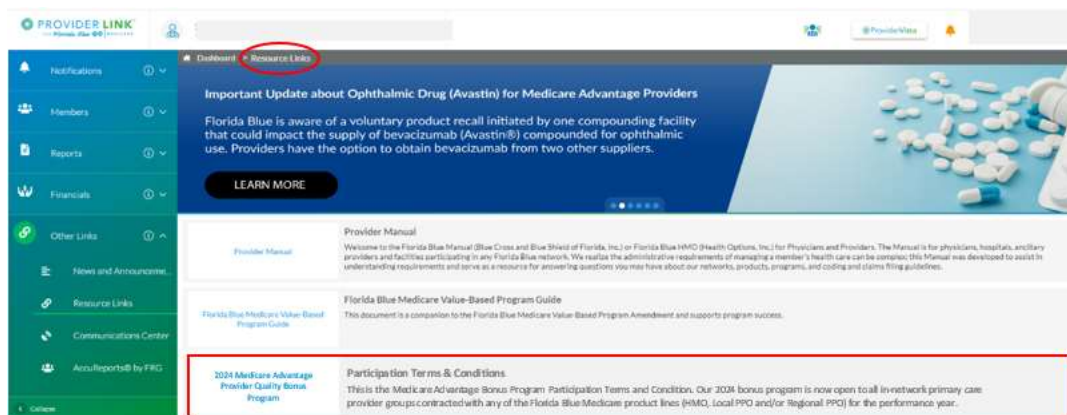 PROVIDER LINK
ProviderVista
Dashboard > Resource Links
Notifications
Members
Reports
Financials
Other Links
News and Announceme...
Resource Links
Communications Center
AccuReports® by FRG
Collapse
Important Update about Ophthalmic Drug (Avastin) for Medicare Advantage Providers
Florida Blue is aware of a voluntary product recall initiated by one compounding facility
that could impact the supply of bevacizumab (Avastin®) compounded for ophthalmic
use. Providers have the option to obtain bevacizumab from two other suppliers.
LEARN MORE
Provider Manual
Provider Manual
Welcome to the Florida Blue Manual (Blue Cross and Blue Shield of Florida, Inc.) or Florida Blue HMO (Health Options, Inc.) for Physicians and Providers. The Manual is for physicians, hospitals, ancillary
providers and facilities participating in any Florida Blue network. We realize the administrative requirements of managing a member's health care can be complex; this Manual was developed to assist in
understanding requirements and serve as a resource for answering questions you may have about our networks, products, programs, and coding and claims filing guidelines.
Florida Blue Medicare Value-Based
Program Guide
Florida Blue Medicare Value-Based Program Guide
This document is a companion to the Florida Blue Medicare Value-Based Program Amendment and supports program success.
2024 Medicare Advantage
Provider Quality Bonus
Program
Participation Terms & Conditions
This is the Medicare Advantage Bonus Program Participation Terms and Condition. Our 2024 bonus program is now open to all in-network primary care
provider groups contracted with any of the Florida Blue Medicare product lines (HMO, Local PPO and/or Regional PPO) for the performance year.